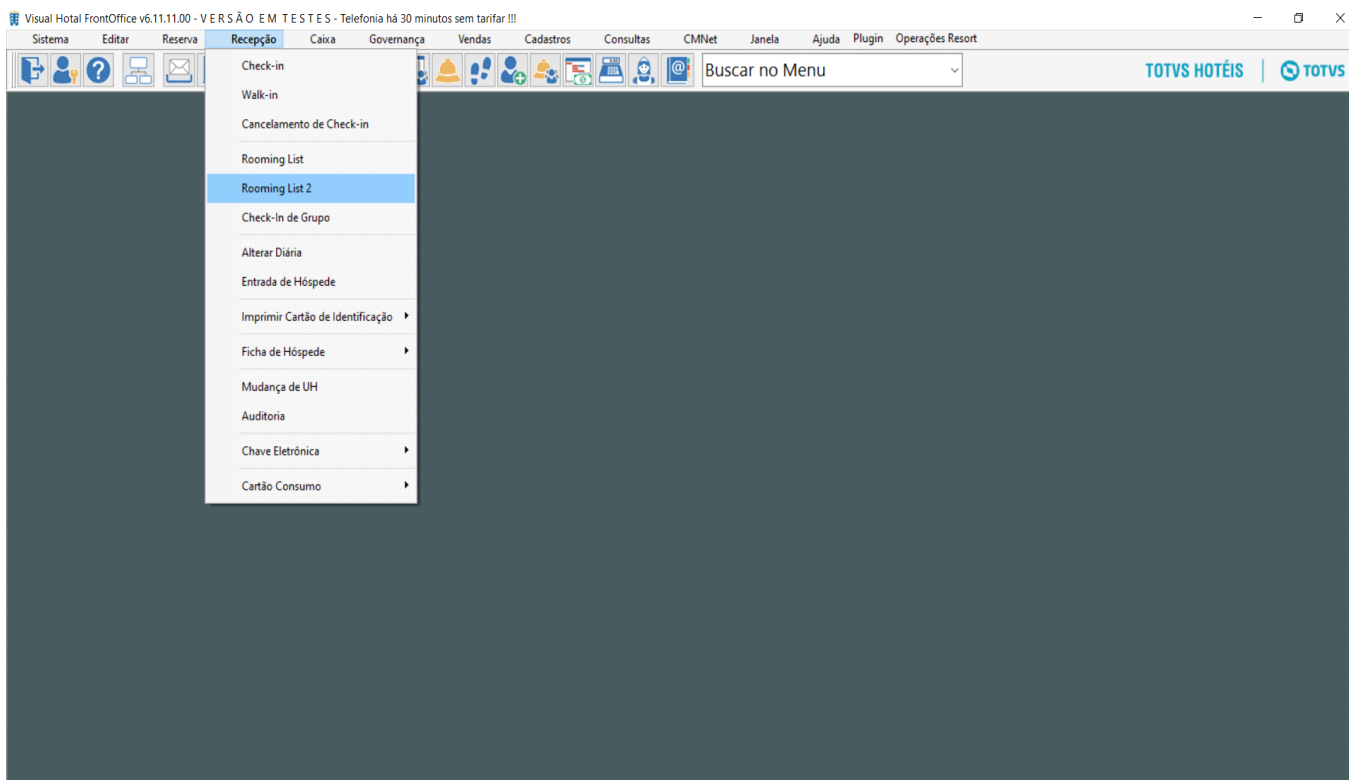 Visual Hotal FrontOffice v6.11.11.00 - V E R S Ã O E M T E S T E S - Telefonia há 30 minutos sem tarifar !!!
Sistema Editar Reserva Recepção Caixa Governança Vendas Cadastros Consultas CMNet Janela Ajuda Plugin Operações Resort
Buscar no Menu
TOTVS HOTÉIS
TOTVS
Check-in
Walk-in
Cancelamento de Check-in
Rooming List
Rooming List 2
Check-In de Grupo
Alterar Diária
Entrada de Hóspede
Imprimir Cartão de Identificação
Ficha de Hóspede
Mudança de UH
Auditoria
Chave Eletrônica
Cartão Consumo